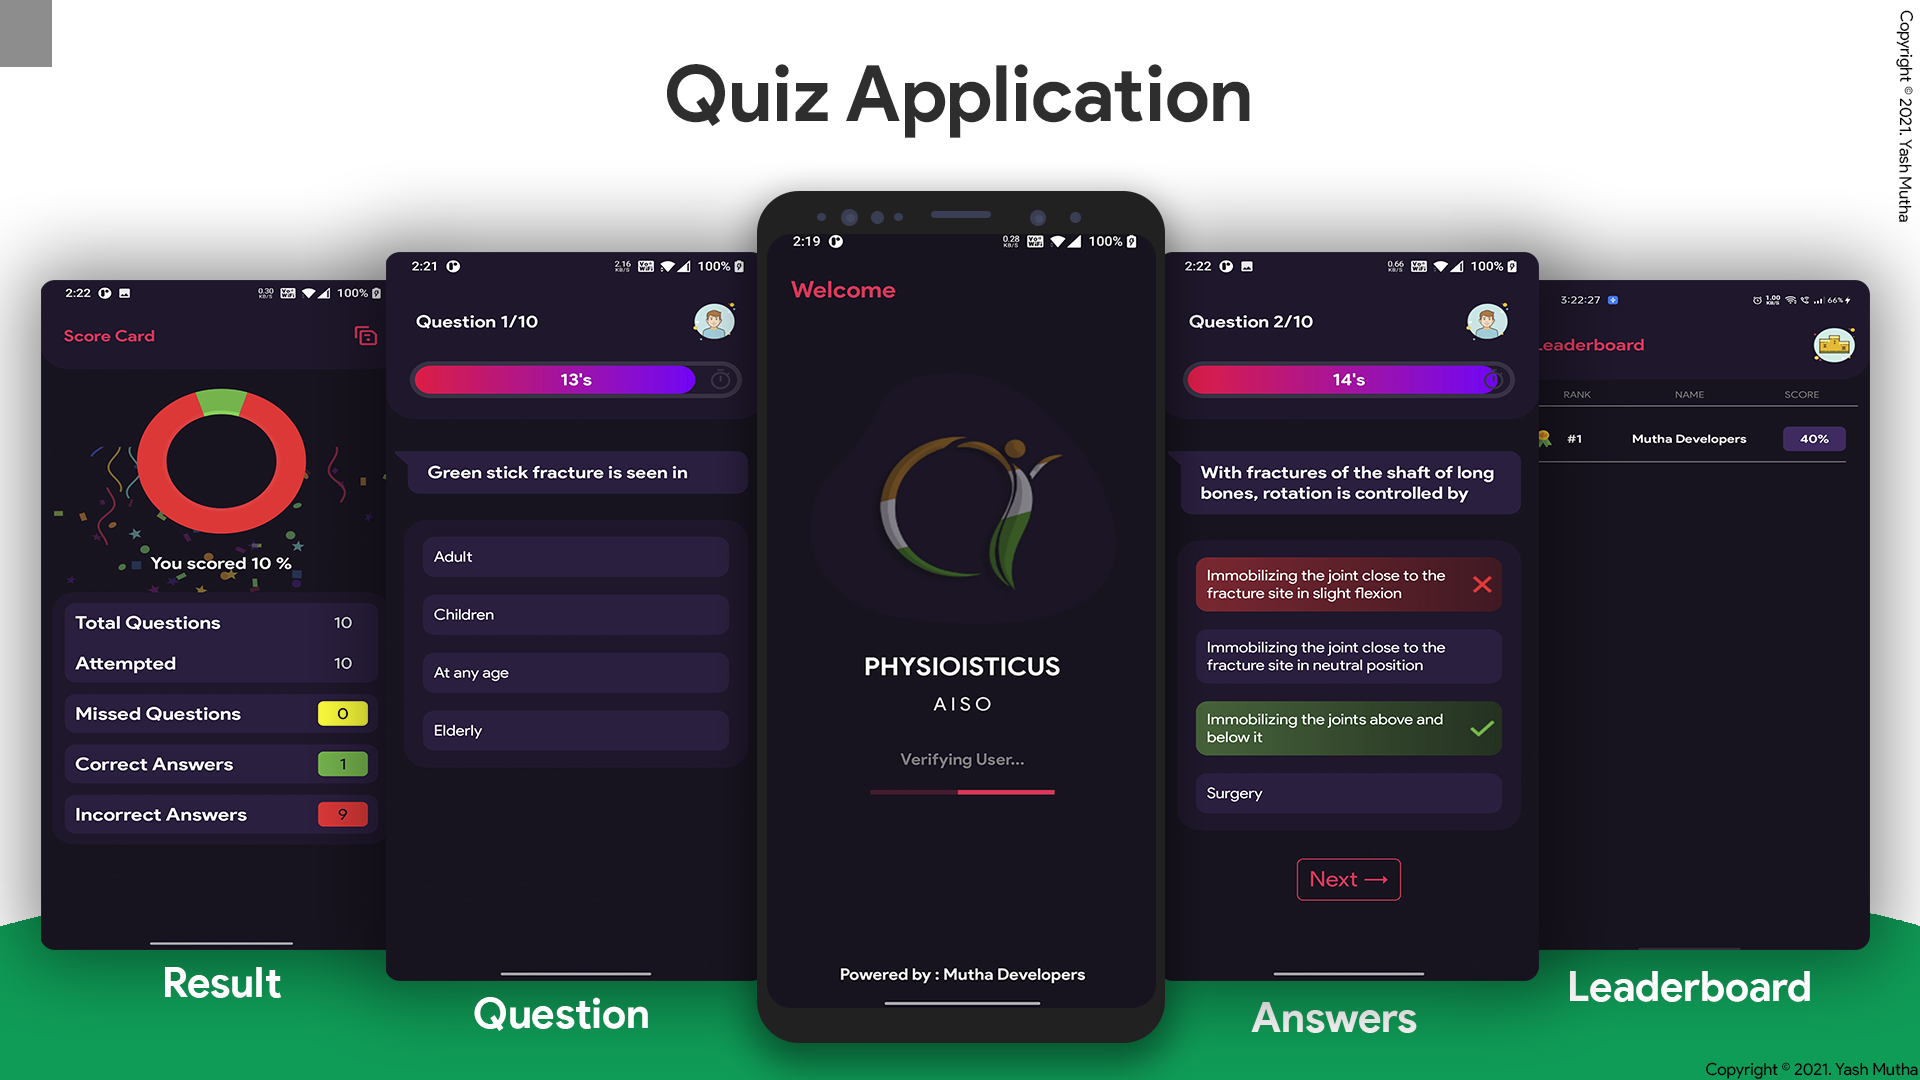 Quiz Application
Copyright © 2021. Yash Mutha
2:22
0.30
KB/S
100%
Score Card
You scored 10 %
Total Questions 10
Attempted 10
Missed Questions 0
Correct Answers 1
Incorrect Answers 9
Result
2:21
2.16
KB/S
100%
Question 1/10
13's
Green stick fracture is seen in
Adult
Children
At any age
Elderly
Question
2:19
0.28
KB/S
100%
Welcome
PHYSIOISTICUS
AISO
Verifying User...
Powered by : Mutha Developers
2:22
0.66
KB/S
100%
Question 2/10
14's
With fractures of the shaft of long
bones, rotation is controlled by
Immobilizing the joint close to the
fracture site in slight flexion
Immobilizing the joint close to the
fracture site in neutral position
Immobilizing the joints above and
below it
Surgery
Next →
Answers
3:22:27
1.00
KB/S
66%
Leaderboard
RANK NAME SCORE
#1 Mutha Developers 40%
Leaderboard
Copyright © 2021. Yash Mutha